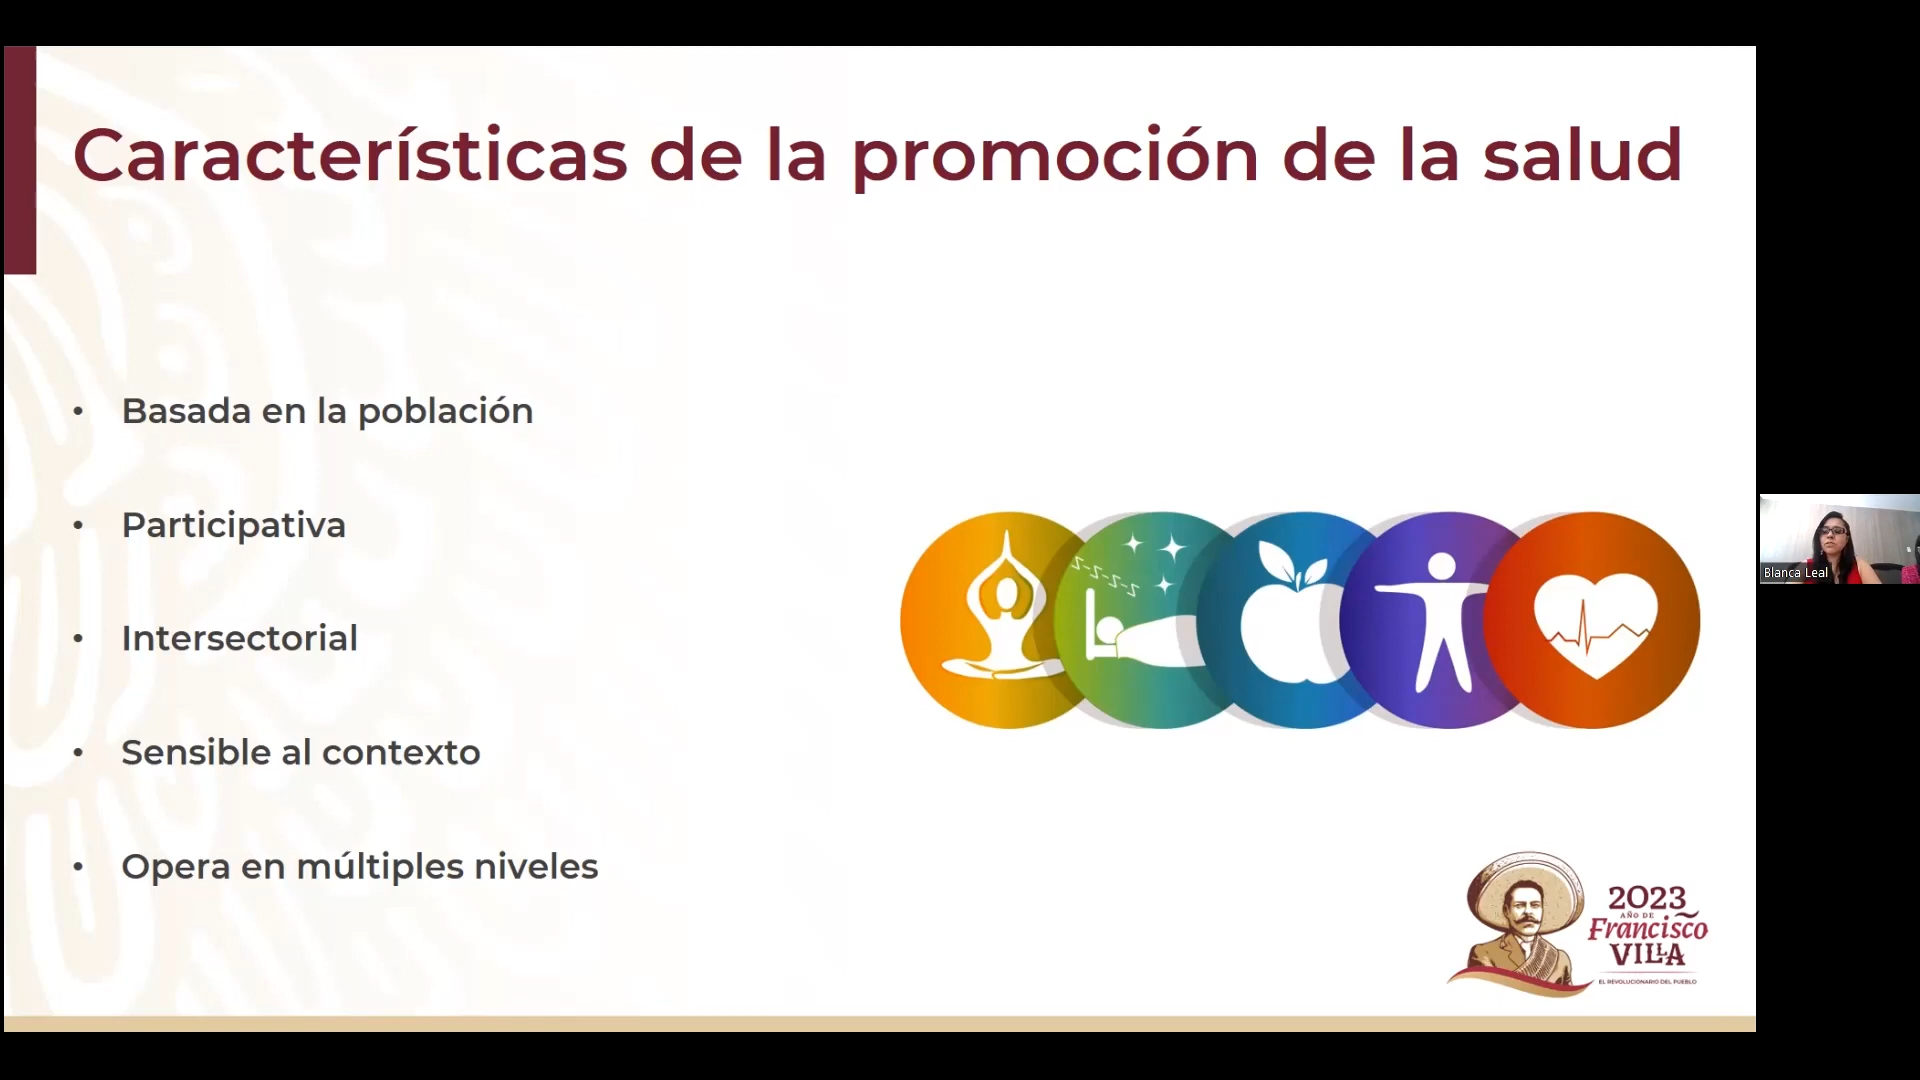 Características de la promoción de la salud
• Basada en la población
• Participativa
• Intersectorial
• Sensible al contexto
• Opera en múltiples niveles
2023
AÑO DE
Francisco
VILLA
EL REVOLUCIONARIO DEL PUEBLO
Blanca Leal